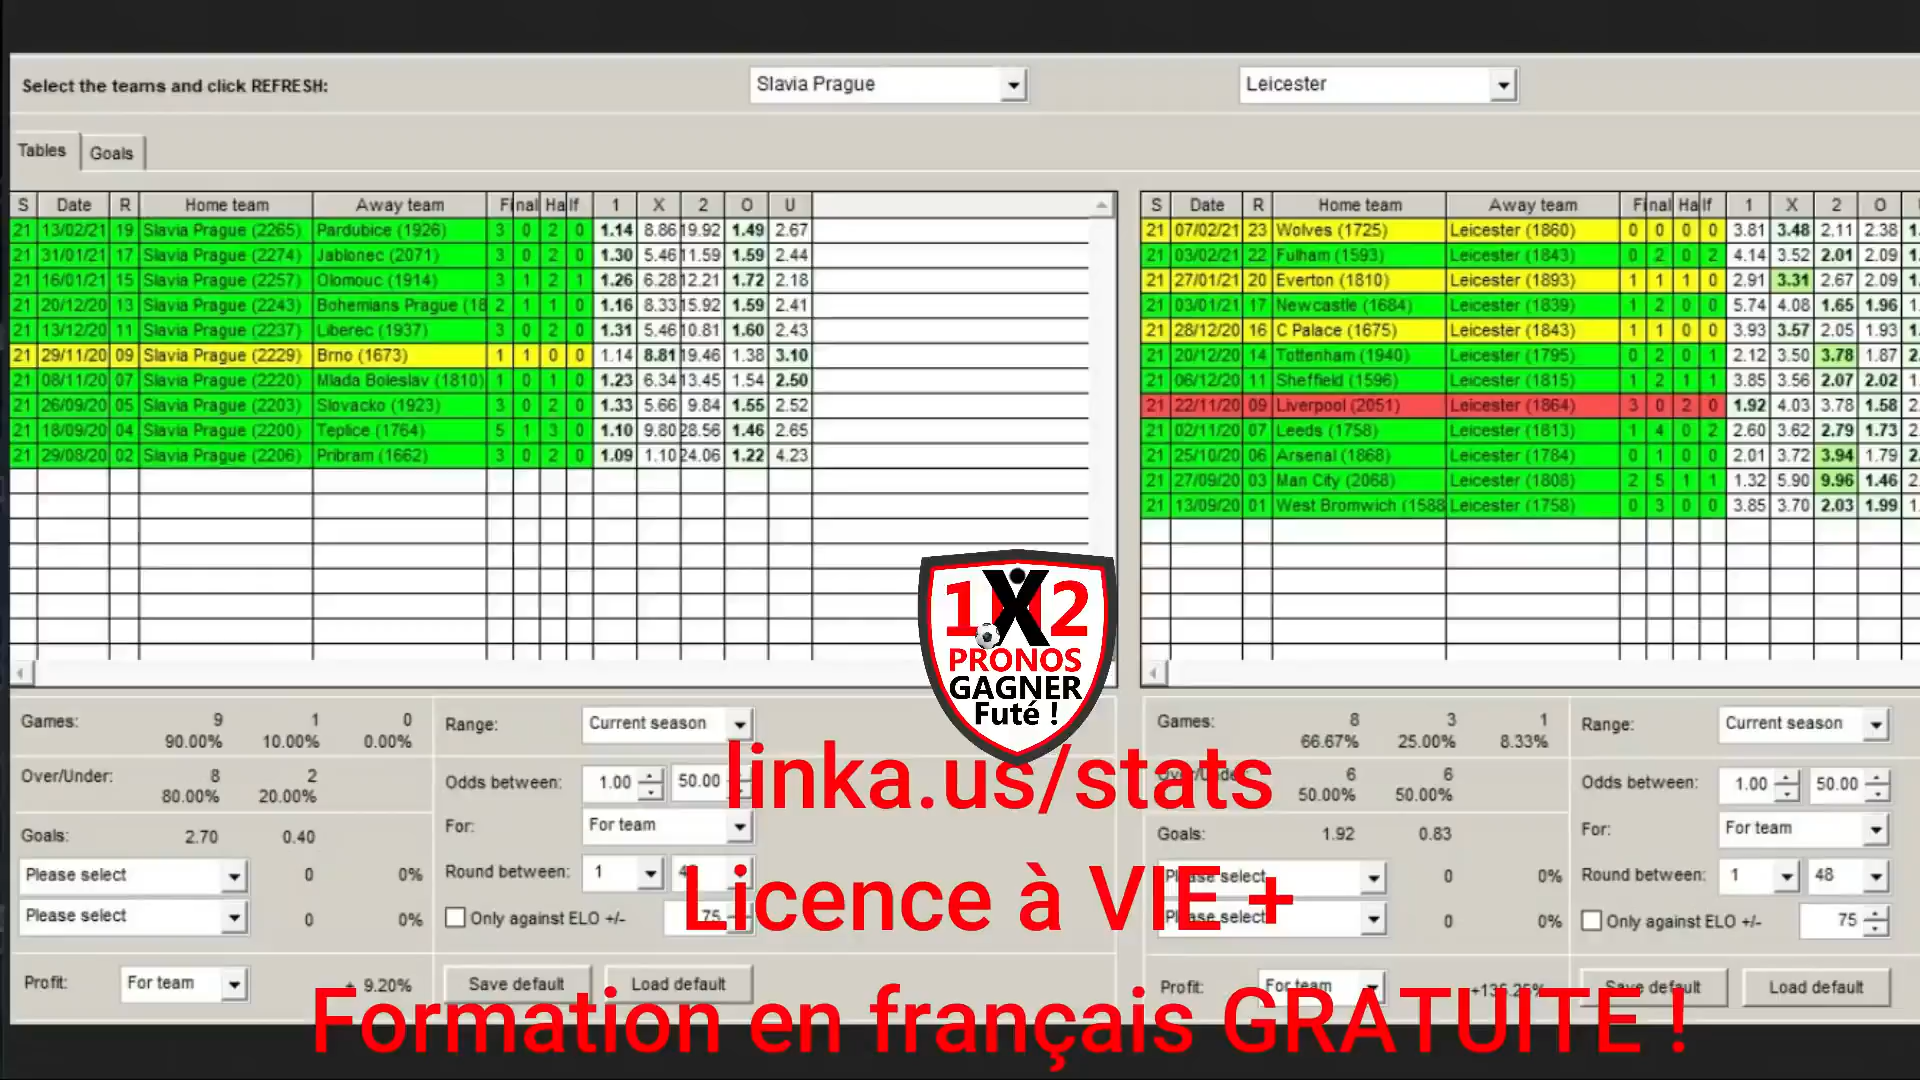 Select the teams and click REFRESH: Slavia Prague Leicester
Tables Goals
S Date R Home team Away team Final Half 1 X 2 O U
21 13/02/21 19 Slavia Prague (2265) Pardubice (1926) 3 0 2 0 1.14 8.86 19.92 1.49 2.67
21 31/01/21 17 Slavia Prague (2274) Jablonec (2071) 3 0 2 0 1.30 5.46 11.59 1.59 2.44
21 16/01/21 15 Slavia Prague (2257) Olomouc (1914) 3 1 2 1 1.26 6.28 12.21 1.72 2.18
21 20/12/20 13 Slavia Prague (2243) Bohemians Prague (18 2 1 1 0 1.16 8.33 15.92 1.59 2.41
21 13/12/20 11 Slavia Prague (2237) Liberec (1937) 3 0 2 0 1.31 5.46 10.81 1.60 2.43
21 29/11/20 09 Slavia Prague (2229) Brno (1673) 1 1 0 0 1.14 8.81 19.46 1.38 3.10
21 08/11/20 07 Slavia Prague (2220) Mlada Boleslav (1810) 1 0 1 0 1.23 6.34 13.45 1.54 2.50
21 26/09/20 05 Slavia Prague (2203) Slovacko (1923) 3 0 2 0 1.33 5.66 9.84 1.55 2.52
21 18/09/20 04 Slavia Prague (2200) Teplice (1764) 5 1 3 0 1.10 9.80 28.56 1.46 2.65
21 29/08/20 02 Slavia Prague (2206) Pribram (1662) 3 0 2 0 1.09 1.10 24.06 1.22 4.23
S Date R Home team Away team Final Half 1 X 2 O
21 07/02/21 23 Wolves (1725) Leicester (1860) 0 0 0 0 3.81 3.48 2.11 2.38 1.
21 03/02/21 22 Fulham (1593) Leicester (1843) 0 2 0 2 4.14 3.52 2.01 2.09 1.
21 27/01/21 20 Everton (1810) Leicester (1893) 1 1 1 0 2.91 3.31 2.67 2.09 1.
21 03/01/21 17 Newcastle (1684) Leicester (1839) 1 2 0 0 5.74 4.08 1.65 1.96 1.
21 28/12/20 16 C Palace (1675) Leicester (1843) 1 1 0 0 3.93 3.57 2.05 1.93 1.
21 20/12/20 14 Tottenham (1940) Leicester (1795) 0 2 0 1 2.12 3.50 3.78 1.87 2.
21 06/12/20 11 Sheffield (1596) Leicester (1815) 1 2 1 1 3.85 3.56 2.07 2.02 1.
21 22/11/20 09 Liverpool (2051) Leicester (1864) 3 0 2 0 1.92 4.03 3.78 1.58 2.
21 02/11/20 07 Leeds (1758) Leicester (1813) 1 4 0 2 2.60 3.62 2.79 1.73 2.
21 25/10/20 06 Arsenal (1868) Leicester (1784) 0 1 0 0 2.01 3.72 3.94 1.79 2.
21 27/09/20 03 Man City (2068) Leicester (1808) 2 5 1 1 1.32 5.90 9.96 1.46 2.
21 13/09/20 01 West Bromwich (1588 Leicester (1758) 0 3 0 0 3.85 3.70 2.03 1.99 1.
1X2
PRONOS
GAGNER
Futé !
Games: 9 1 0
90.00% 10.00% 0.00%
Over/Under: 8 2
80.00% 20.00%
Goals: 2.70 0.40
Please select 0 0%
Please select 0 0%
Profit: For team + 9.20%
Range: Current season
Odds between: 1.00 50.00
For: For team
Round between: 1
Only against ELO +/- 75
Save default Load default
Games: 8 3 1
66.67% 25.00% 8.33%
Over/Under: 6 6
50.00% 50.00%
Goals: 1.92 0.83
Please select 0 0%
Please select 0 0%
Profit: For team
Range: Current season
Odds between: 1.00 50.00
For: For team
Round between: 1 48
Only against ELO +/- 75
Save default Load default
linka.us/stats
Licence à VIE +
Formation en français GRATUITE !